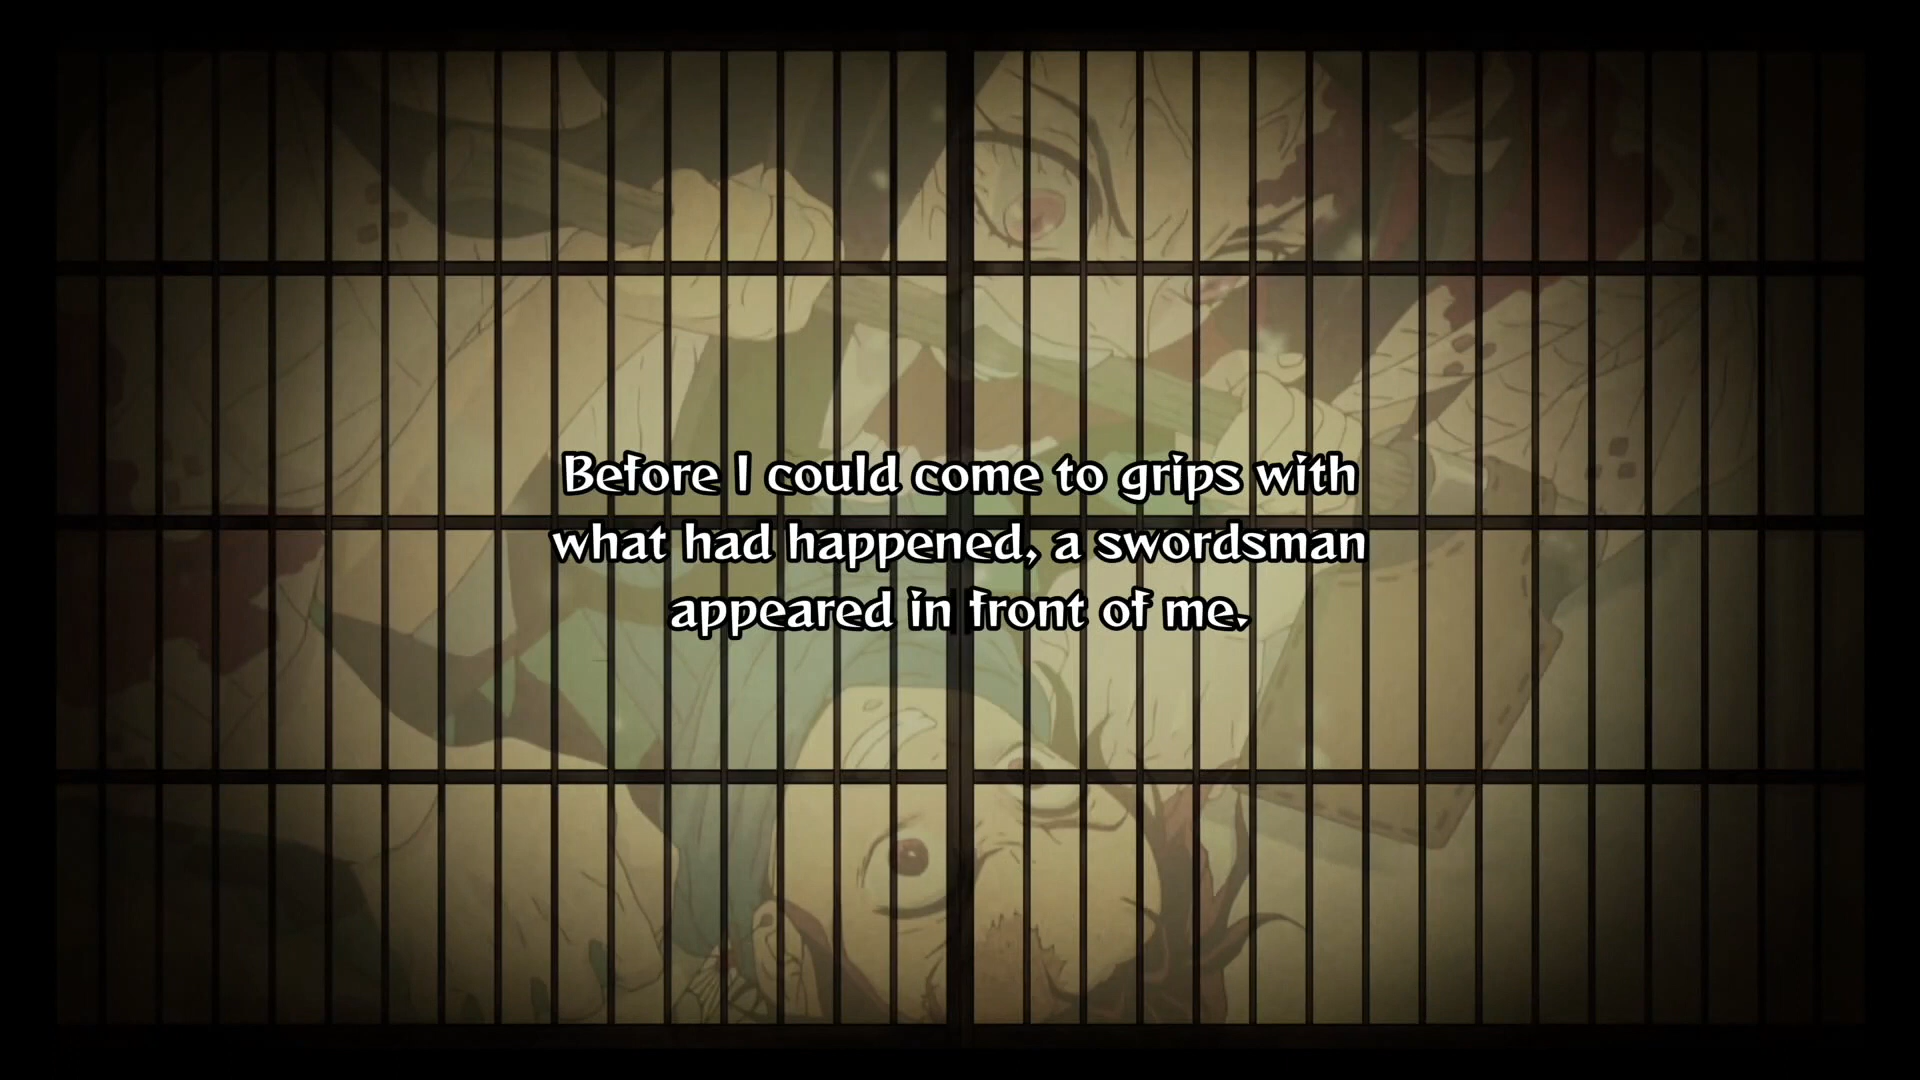 Before I could come to grips with
what had happened, a swordsman
appeared in front of me.